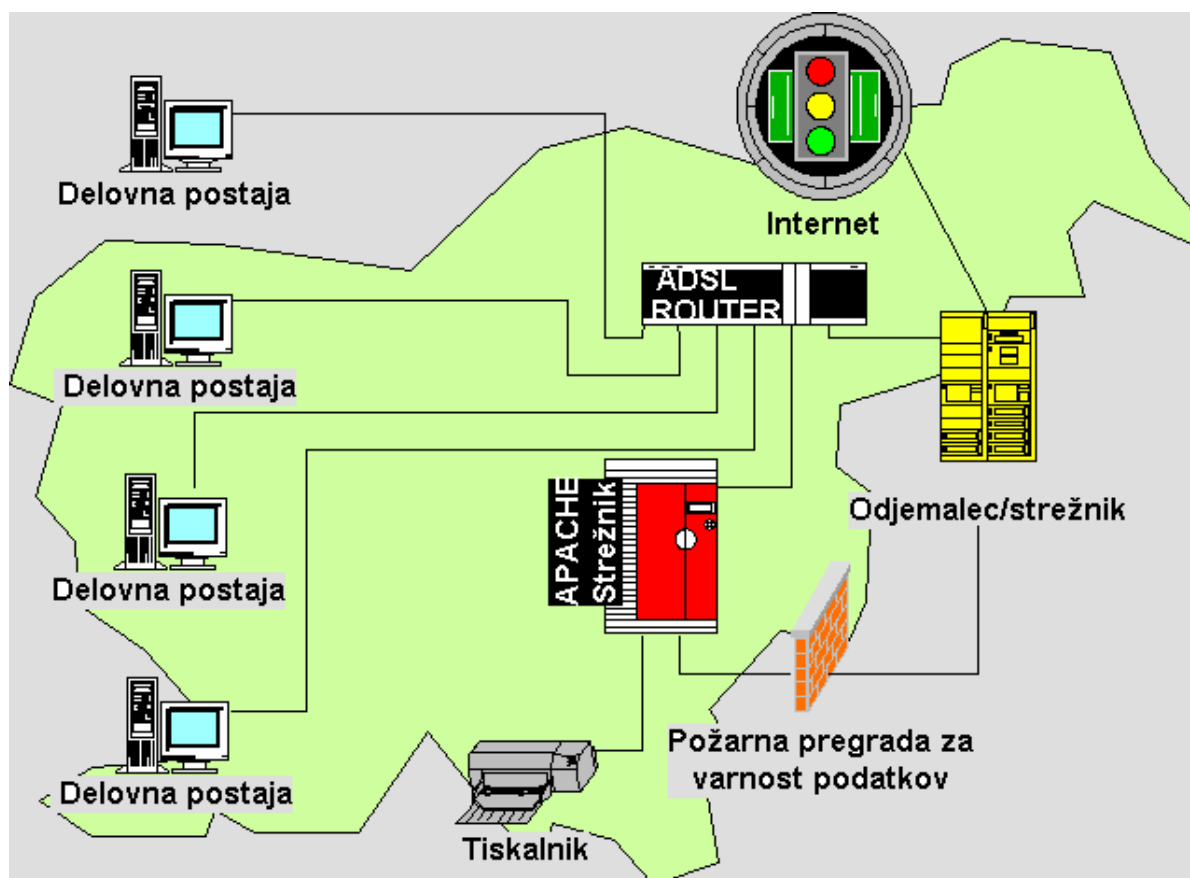 Delovna postaja
Internet
ADSL
ROUTER
Delovna postaja
APACHE
Strežnik
Odjemalec/strežnik
Delovna postaja
Požarna pregrada za
varnost podatkov
Delovna postaja
Tiskalnik